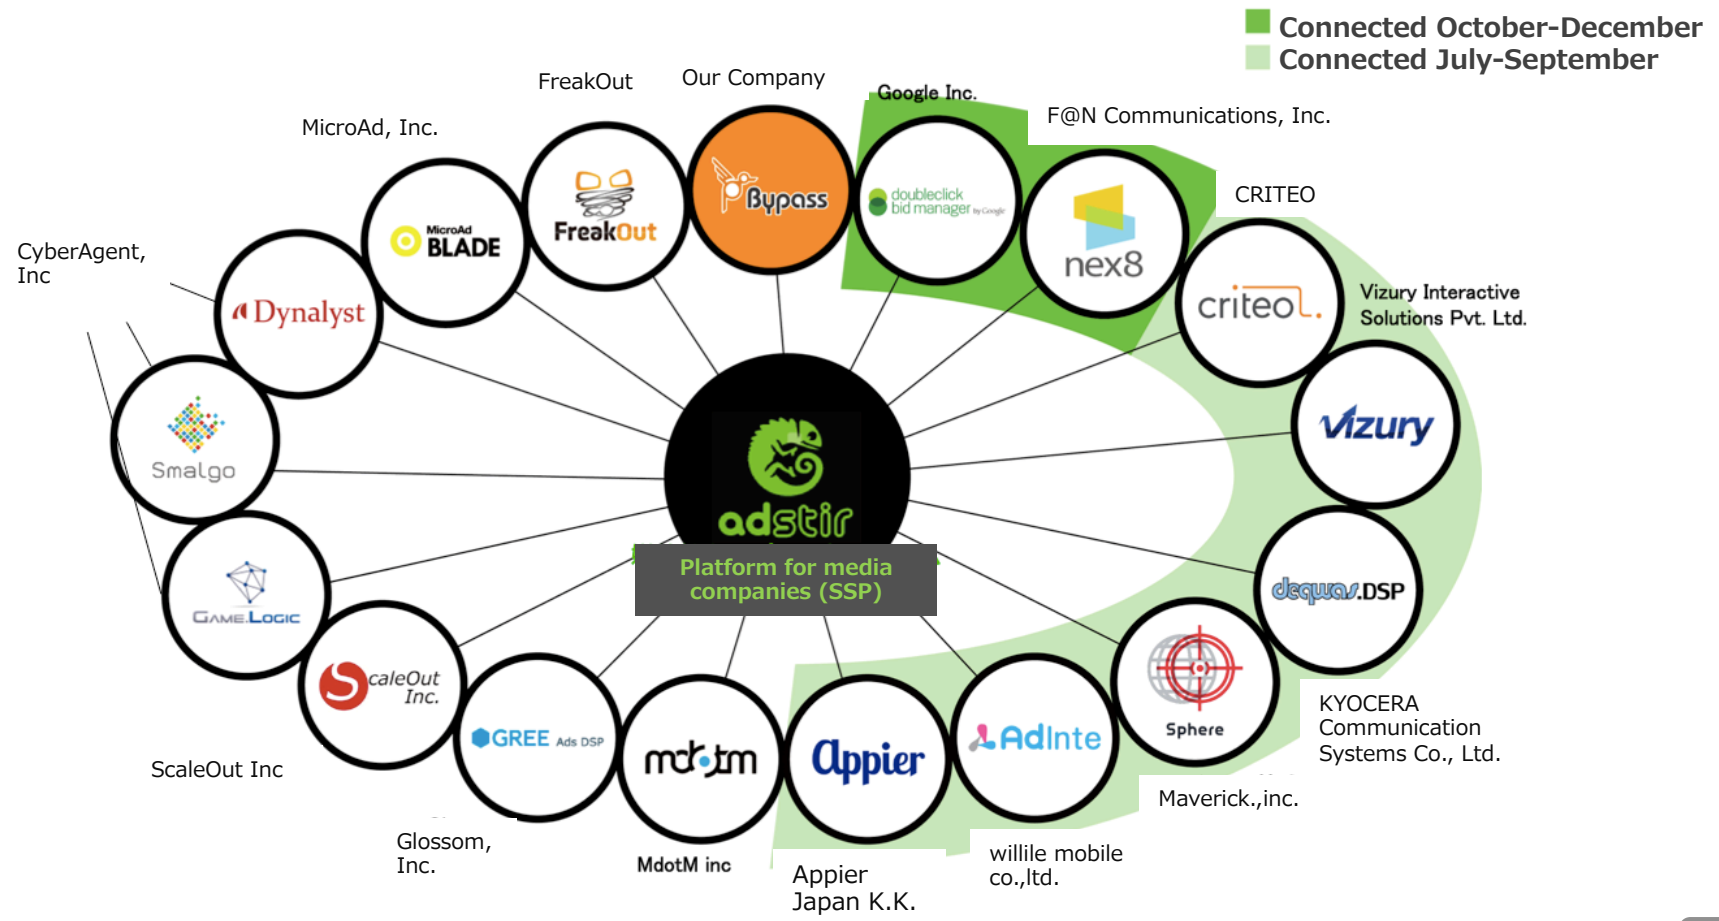 Connected October-December
Connected July-September
FreakOut
Our Company
Google Inc.
F@N Communications, Inc.
MicroAd, Inc.
CRITEO
CyberAgent,
Inc
Vizury Interactive
Solutions Pvt. Ltd.
Bypass
doubleclick
bid manager by Google
FreakOut
MicroAd
BLADE
nex8
criteo
Dynalyst
Vizury
Smalgo
adstir
Platform for media
companies (SSP)
GAME.LOGIC
dequas.DSP
ScaleOut
Inc.
Sphere
GREE Ads DSP
mdotm
Appier
AdInte
KYOCERA
Communication
Systems Co., Ltd.
ScaleOut Inc
Maverick.,inc.
Glossom,
Inc.
MdotM inc
Appier
Japan K.K.
willile mobile
co.,ltd.